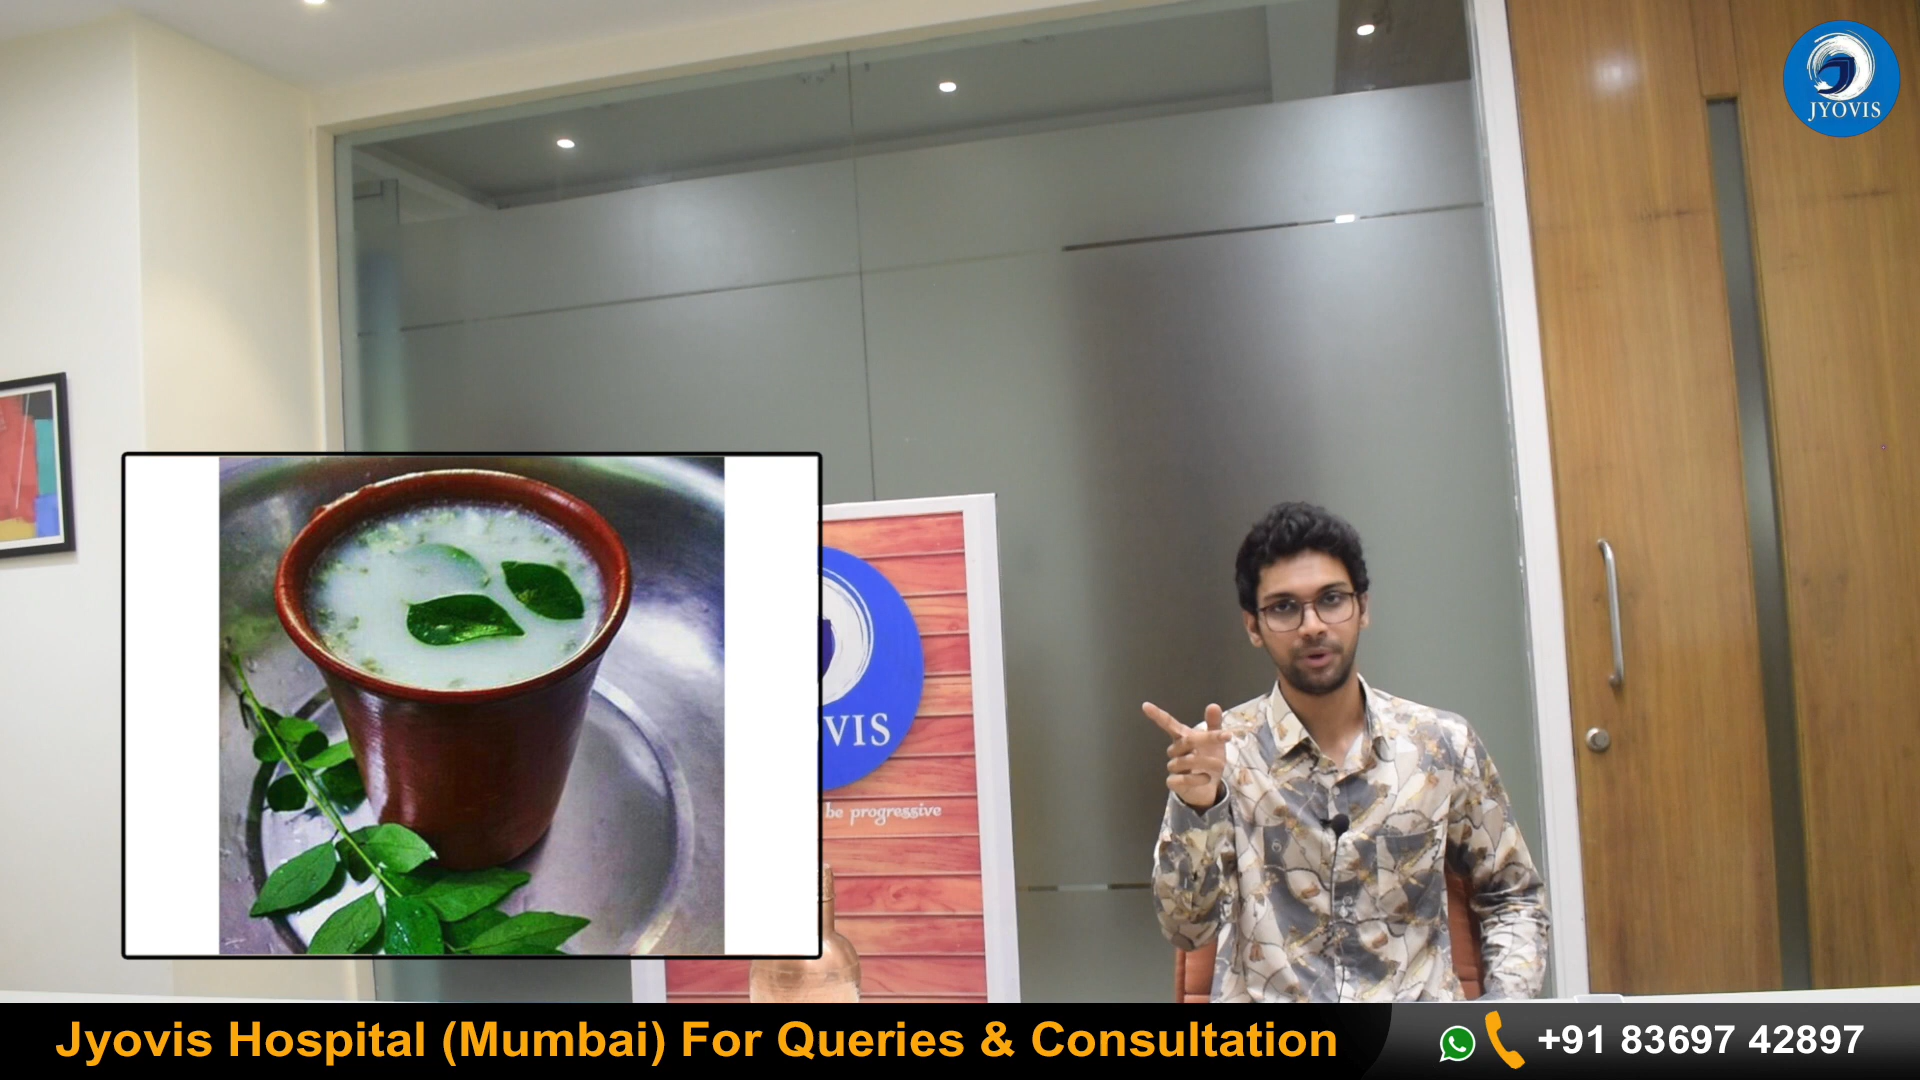 JYOVIS
VIS
be progressive
Jyovis Hospital (Mumbai) For Queries & Consultation
+91 83697 42897